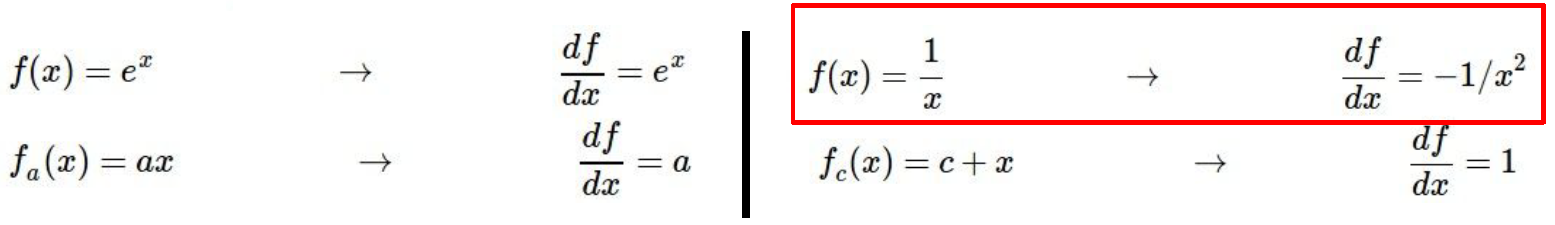 f(x) = e^x → df/dx = e^x
f_a(x) = ax → df/dx = a
f(x) = 1/x → df/dx = −1/x^2
f_c(x) = c + x → df/dx = 1